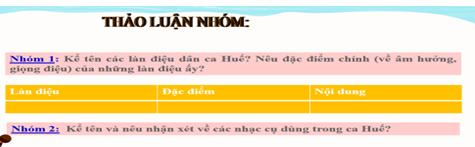 THẢO LUẬN NHÓM:
Nhóm 1: Kể tên các làn điệu dân ca Huế? Nêu đặc điểm chính (về âm hưởng,
giọng điệu) của những làn điệu ấy?
Làn điệu Đặc điểm Nội dung
Nhóm 2: Kể tên và nêu nhận xét về các nhạc cụ dùng trong ca Huế?